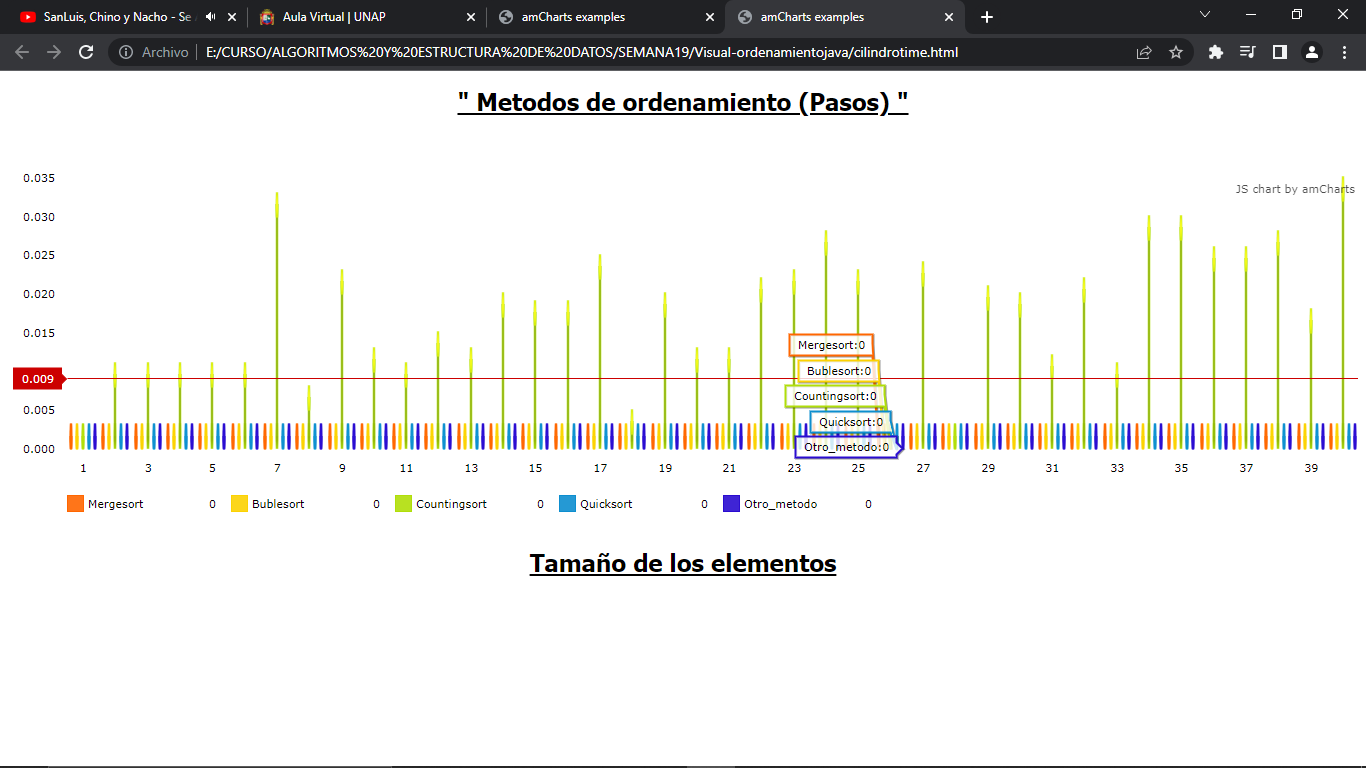 SanLuis, Chino y Nacho - Se A
Aula Virtual | UNAP
amCharts examples
amCharts examples
Archivo
E:/CURSO/ALGORITMOS%20Y%20ESTRUCTURA%20DE%20DATOS/SEMANA19/Visual-ordenamientojava/cilindrotime.html
" Metodos de ordenamiento (Pasos) "
0.035
JS chart by amCharts
0.030
0.025
0.020
0.015
Mergesort:0
Bublesort:0
0.009
Countingsort:0
0.005
Quicksort:0
Otro_metodo:0
0.000
1 3 5 7 9 11 13 15 17 19 21 23 25 27 29 31 33 35 37 39
Mergesort 0 Bublesort 0 Countingsort 0 Quicksort 0 Otro_metodo 0
Tamaño de los elementos